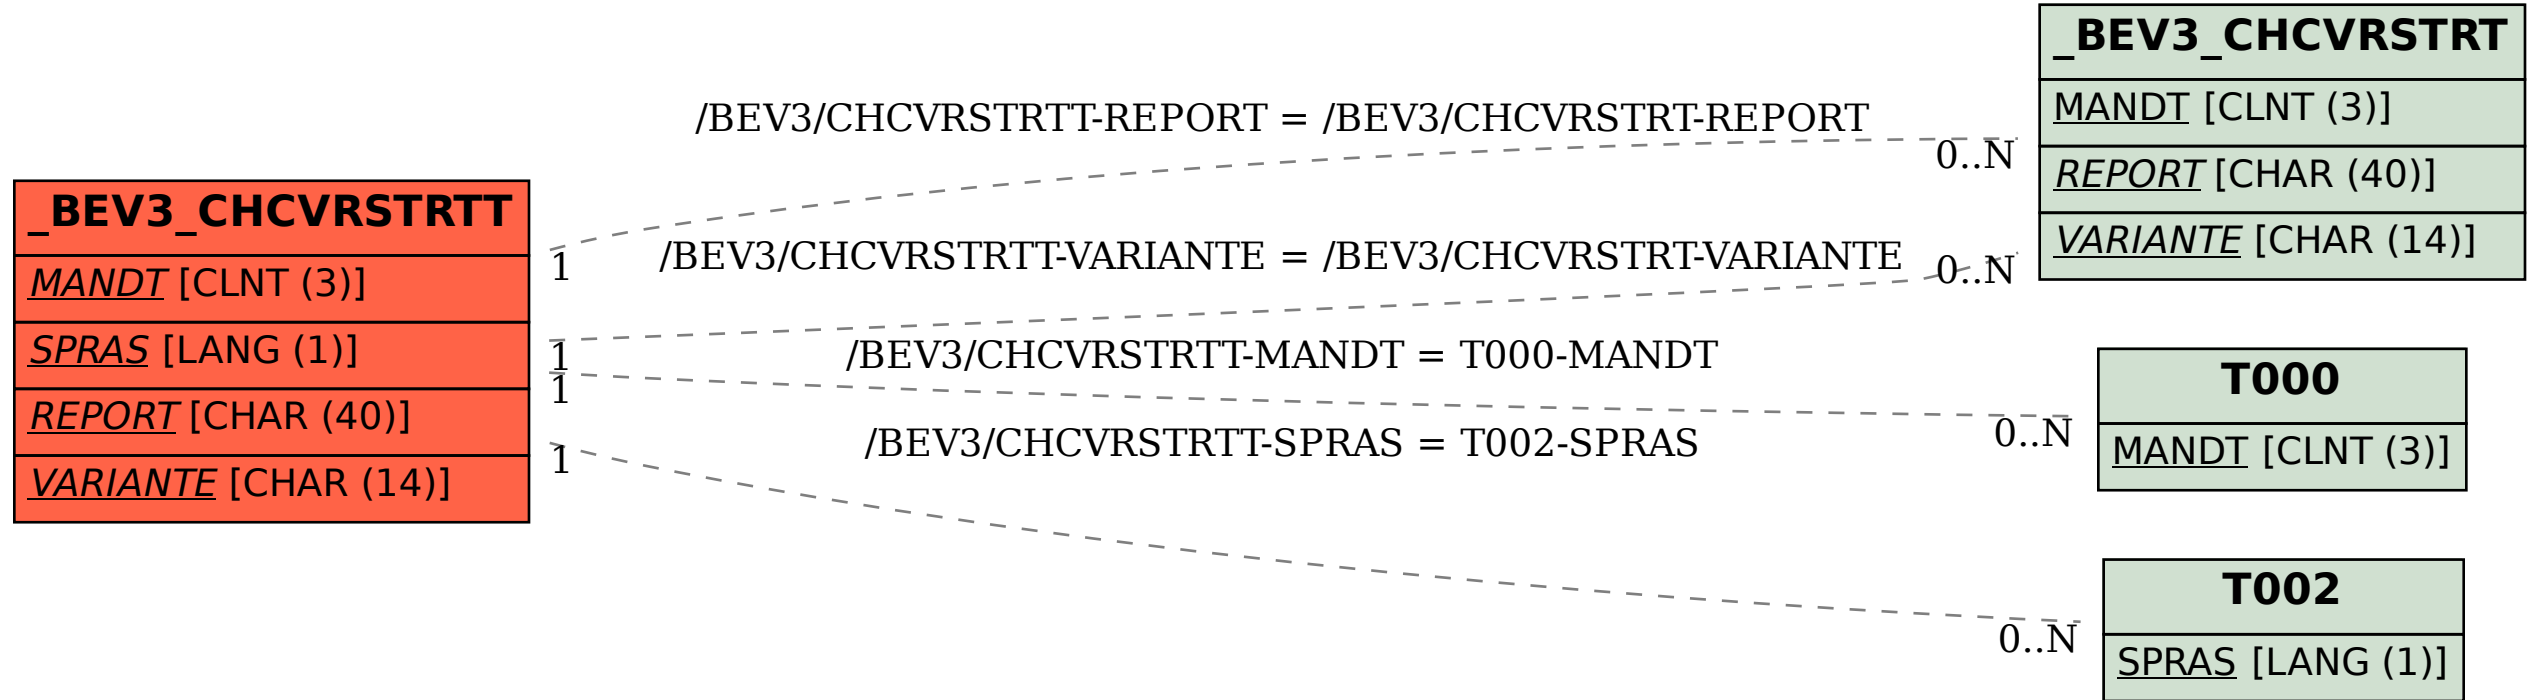 _BEV3_CHCVRSTRTT
MANDT [CLNT (3)]
SPRAS [LANG (1)]
REPORT [CHAR (40)]
VARIANTE [CHAR (14)]
/BEV3/CHCVRSTRTT-REPORT = /BEV3/CHCVRSTRT-REPORT
1
0..N
/BEV3/CHCVRSTRTT-VARIANTE = /BEV3/CHCVRSTRT-VARIANTE
1
0..N
/BEV3/CHCVRSTRTT-MANDT = T000-MANDT
1
0..N
/BEV3/CHCVRSTRTT-SPRAS = T002-SPRAS
1
0..N
_BEV3_CHCVRSTRT
MANDT [CLNT (3)]
REPORT [CHAR (40)]
VARIANTE [CHAR (14)]
T000
MANDT [CLNT (3)]
T002
SPRAS [LANG (1)]